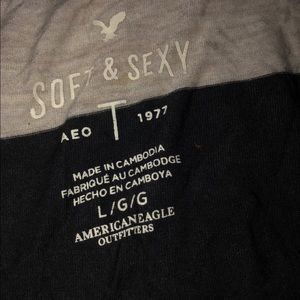 SOFT & SEXY
AEO T 1977
MADE IN CAMBODIA
FABRIQUÉ AU CAMBODGE
HECHO EN CAMBOYA
L/G/G
AMERICAN EAGLE
OUTFITTERS